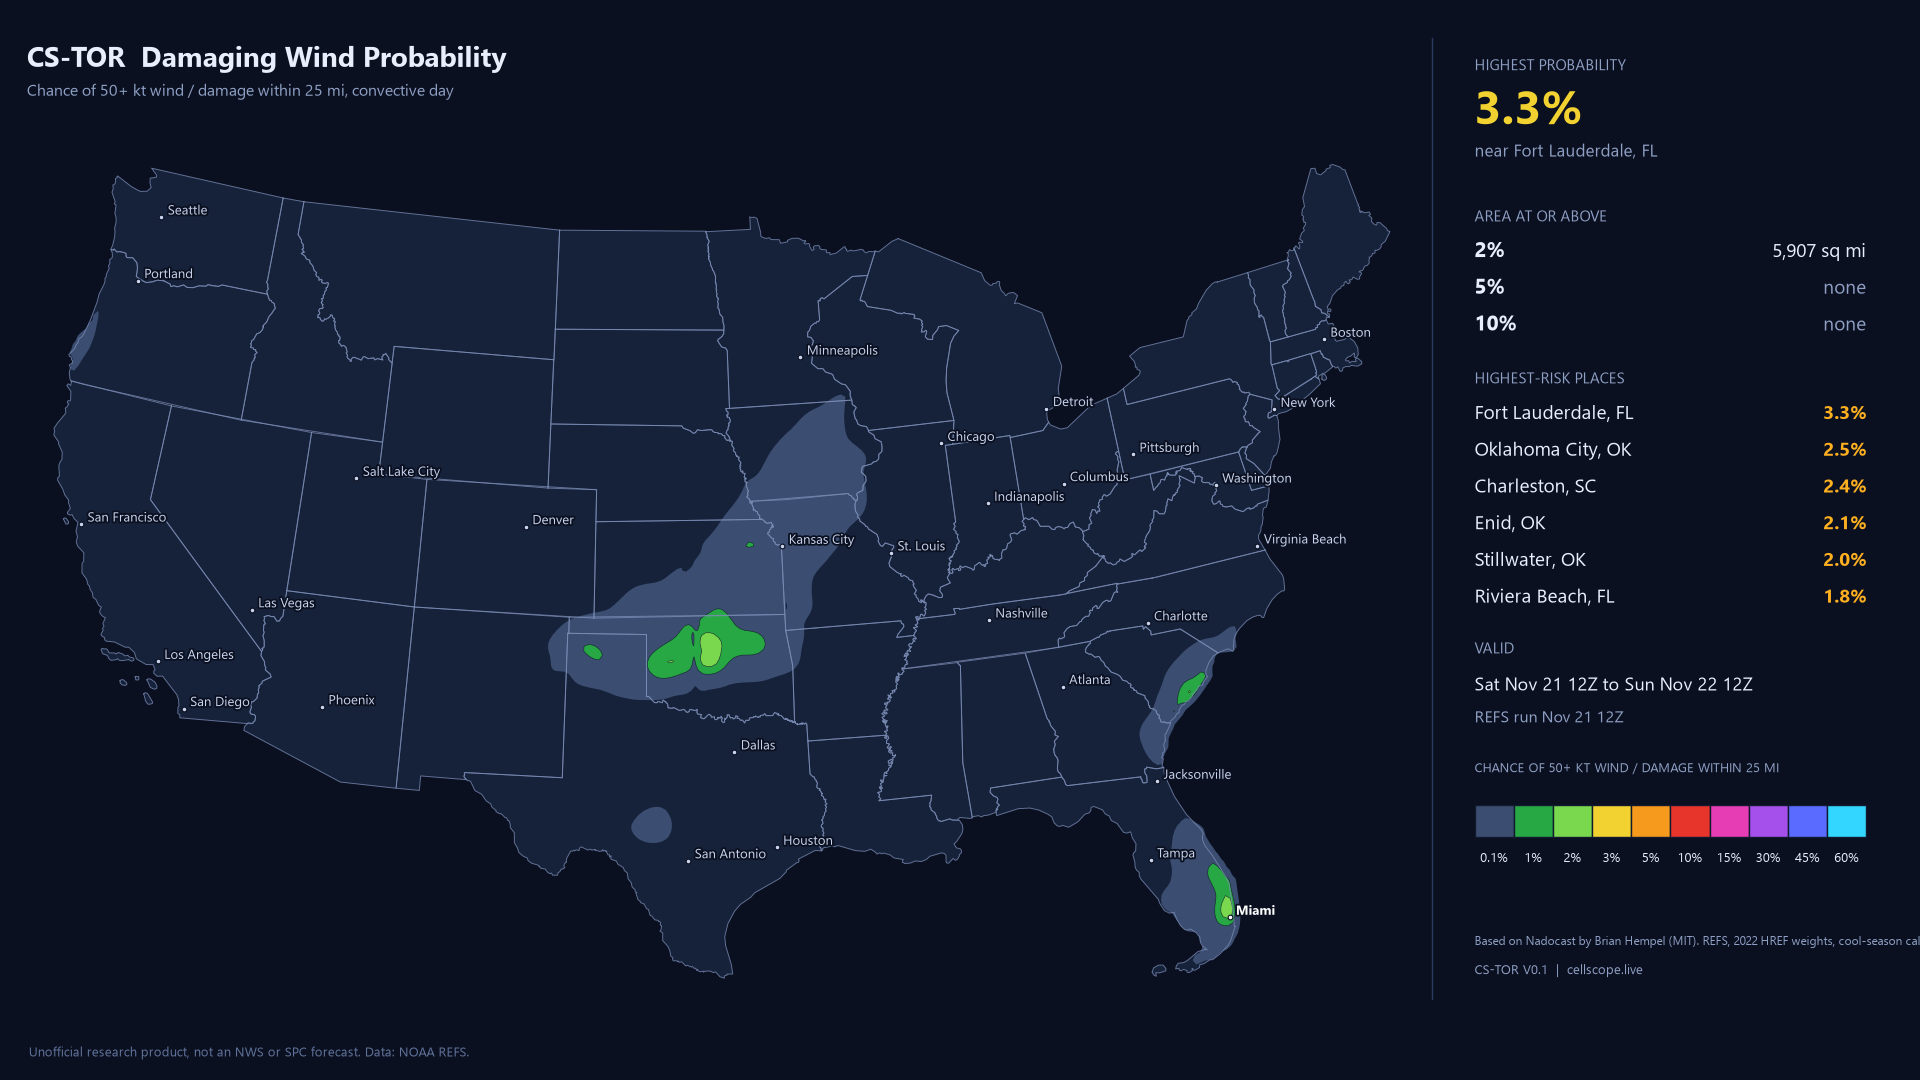 CS-TOR Damaging Wind Probability
Chance of 50+ kt wind / damage within 25 mi, convective day
Seattle
Portland
Minneapolis
Boston
Detroit
New York
Chicago
Pittsburgh
Salt Lake City
Columbus
Washington
Indianapolis
San Francisco
Denver
Kansas City
St. Louis
Virginia Beach
Las Vegas
Nashville
Charlotte
Los Angeles
Atlanta
San Diego
Phoenix
Dallas
Jacksonville
Houston
San Antonio
Tampa
Miami
HIGHEST PROBABILITY
3.3%
near Fort Lauderdale, FL
AREA AT OR ABOVE
2% 5,907 sq mi
5% none
10% none
HIGHEST-RISK PLACES
Fort Lauderdale, FL 3.3%
Oklahoma City, OK 2.5%
Charleston, SC 2.4%
Enid, OK 2.1%
Stillwater, OK 2.0%
Riviera Beach, FL 1.8%
VALID
Sat Nov 21 12Z to Sun Nov 22 12Z
REFS run Nov 21 12Z
CHANCE OF 50+ KT WIND / DAMAGE WITHIN 25 MI
0.1% 1% 2% 3% 5% 10% 15% 30% 45% 60%
Based on Nadocast by Brian Hempel (MIT). REFS, 2022 HREF weights, cool-season cal
CS-TOR V0.1 | cellscope.live
Unofficial research product, not an NWS or SPC forecast. Data: NOAA REFS.